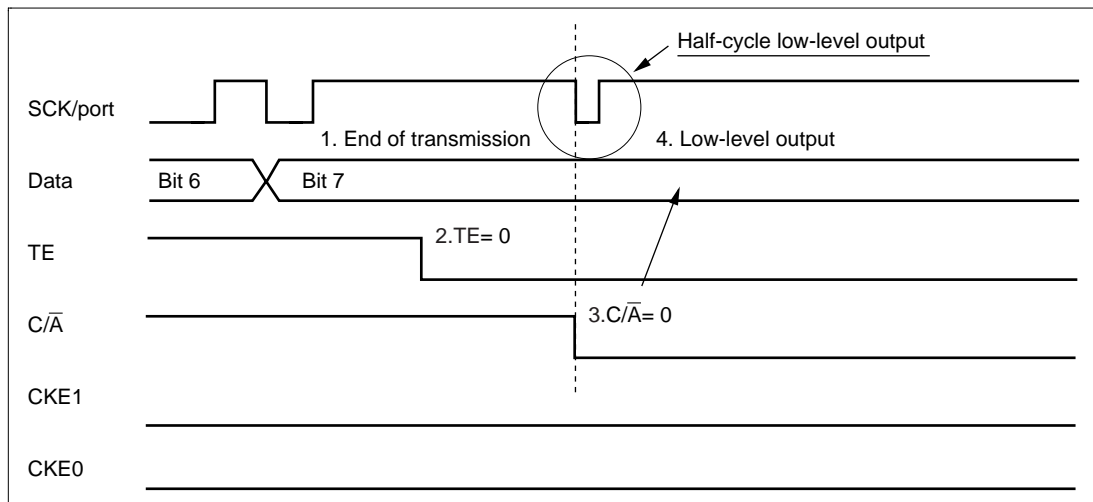 Half-cycle low-level output
SCK/port
1. End of transmission
4. Low-level output
Data
Bit 6
Bit 7
TE
2.TE= 0
C/A̅
3.C/A̅= 0
CKE1
CKE0